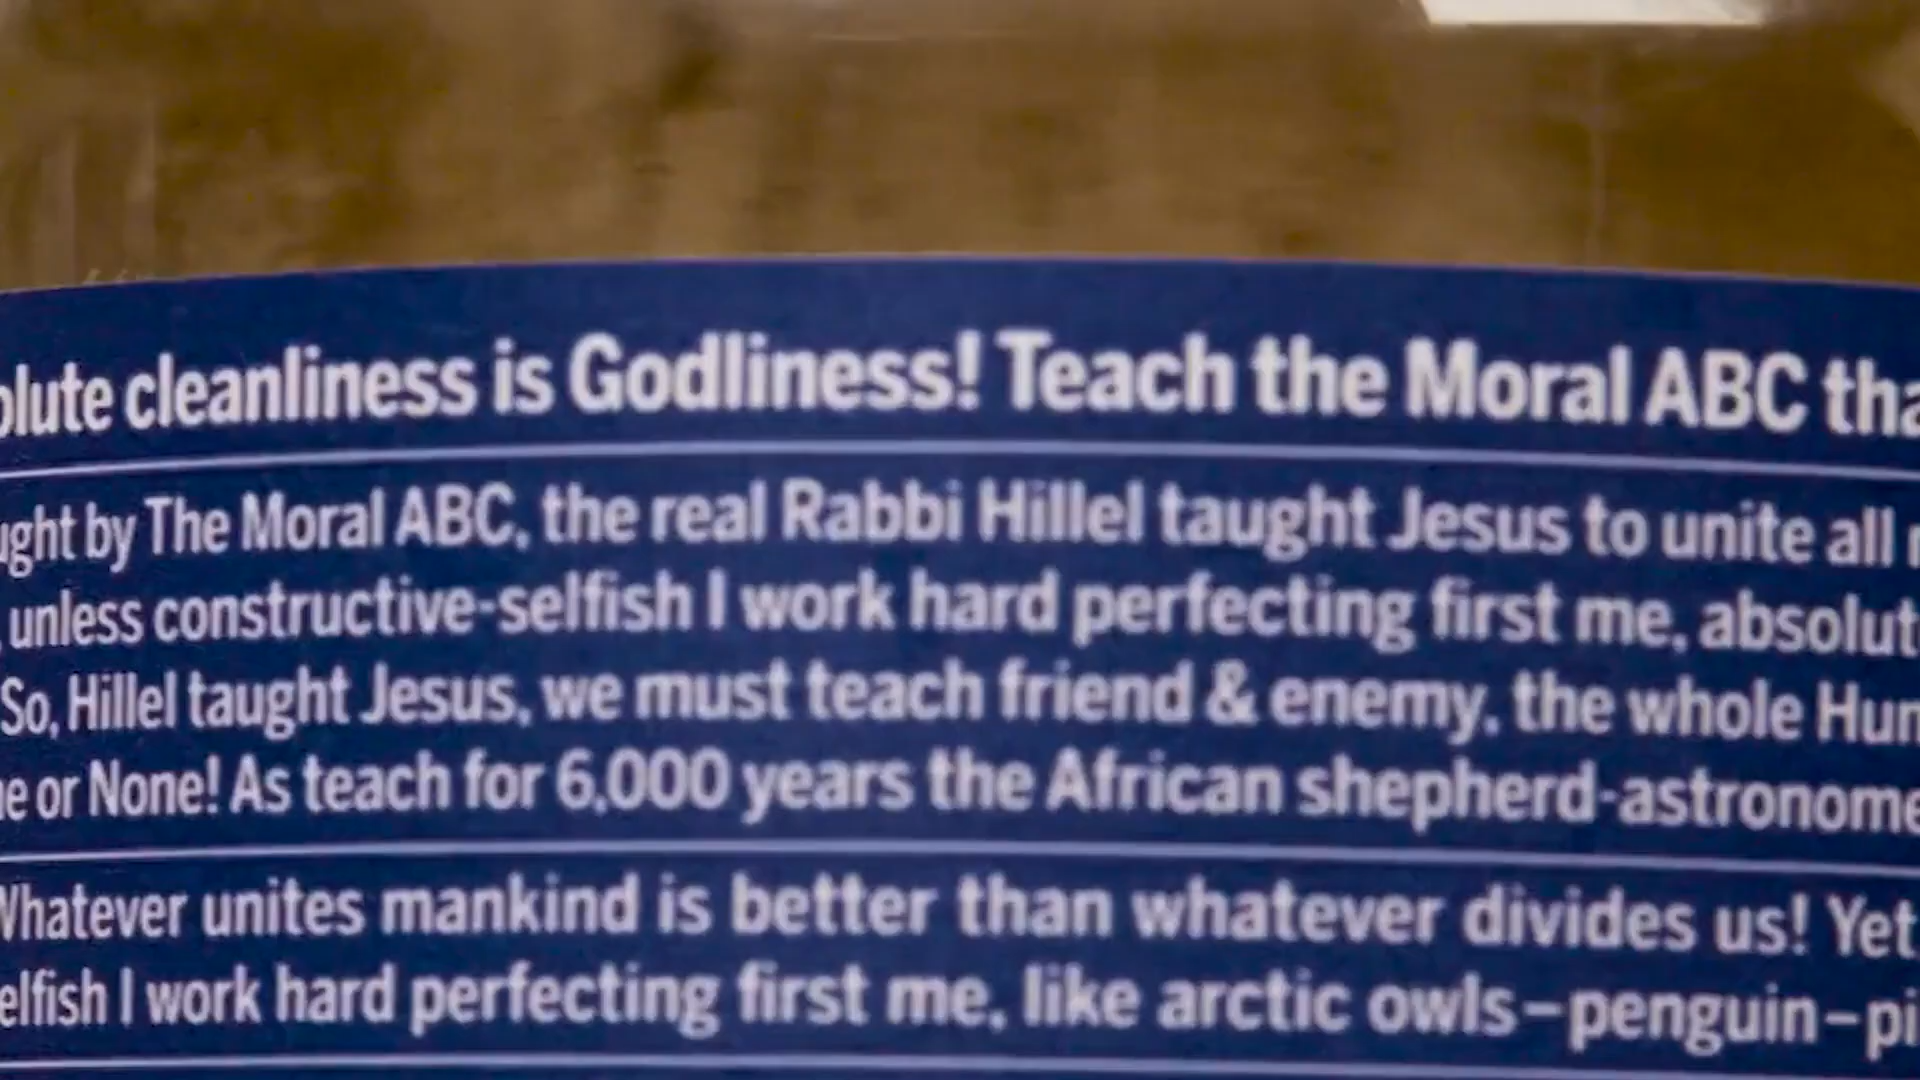 olute cleanliness is Godliness! Teach the Moral ABC tha
ught by The Moral ABC, the real Rabbi Hillel taught Jesus to unite all
unless constructive-selfish I work hard perfecting first me, absolut
So, Hillel taught Jesus, we must teach friend & enemy, the whole Hum
e or None! As teach for 6,000 years the African shepherd-astronome
Whatever unites mankind is better than whatever divides us! Yet,
elfish I work hard perfecting first me, like arctic owls–penguin–pi